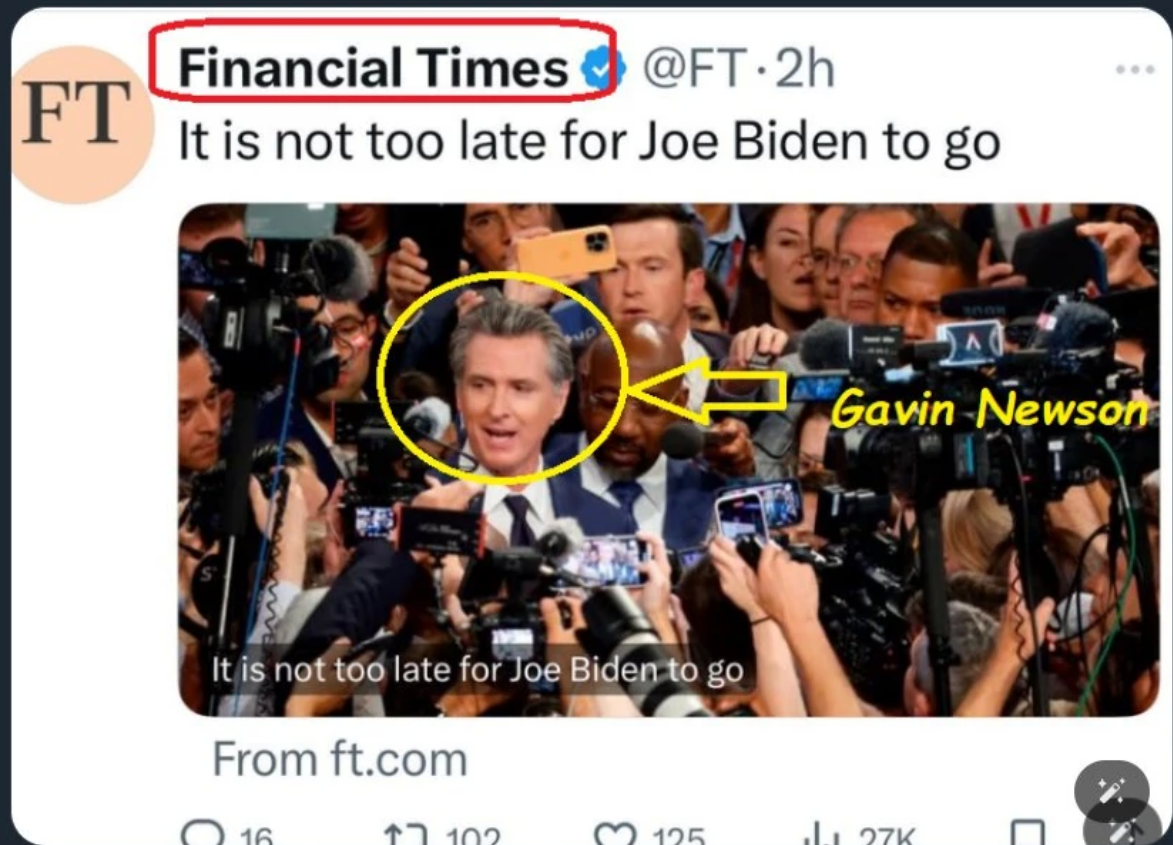 FT
Financial Times @FT · 2h
It is not too late for Joe Biden to go
Gavin Newson
It is not too late for Joe Biden to go
From ft.com
16 102 125 27K